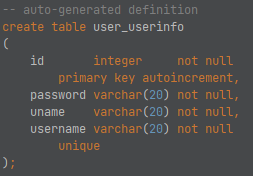 -- auto-generated definition
create table user_userinfo
(
    id       integer     not null
        primary key autoincrement,
    password varchar(20) not null,
    uname    varchar(20) not null,
    username varchar(20) not null
        unique
);